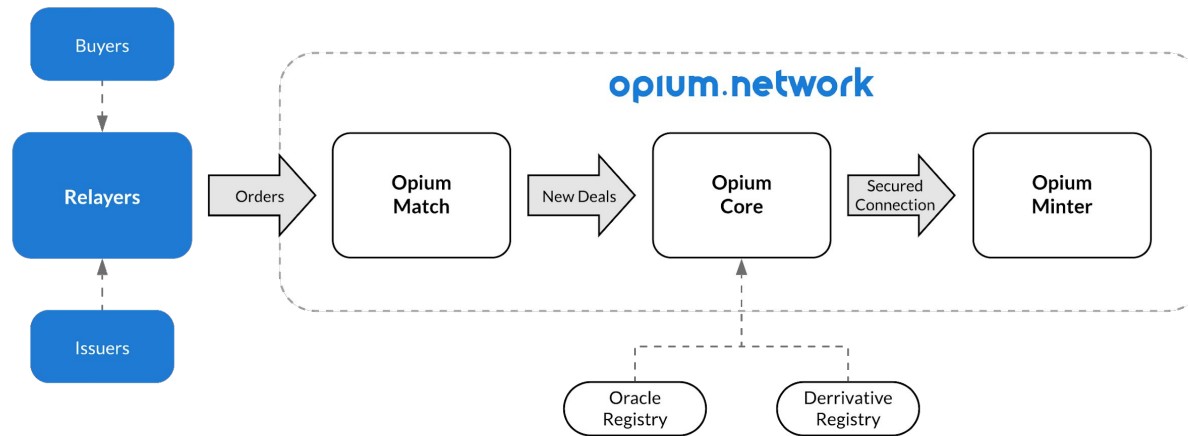 Buyers
opium.network
Relayers
Orders
Opium
Match
New Deals
Opium
Core
Secured
Connection
Opium
Minter
Issuers
Oracle
Registry
Derrivative
Registry